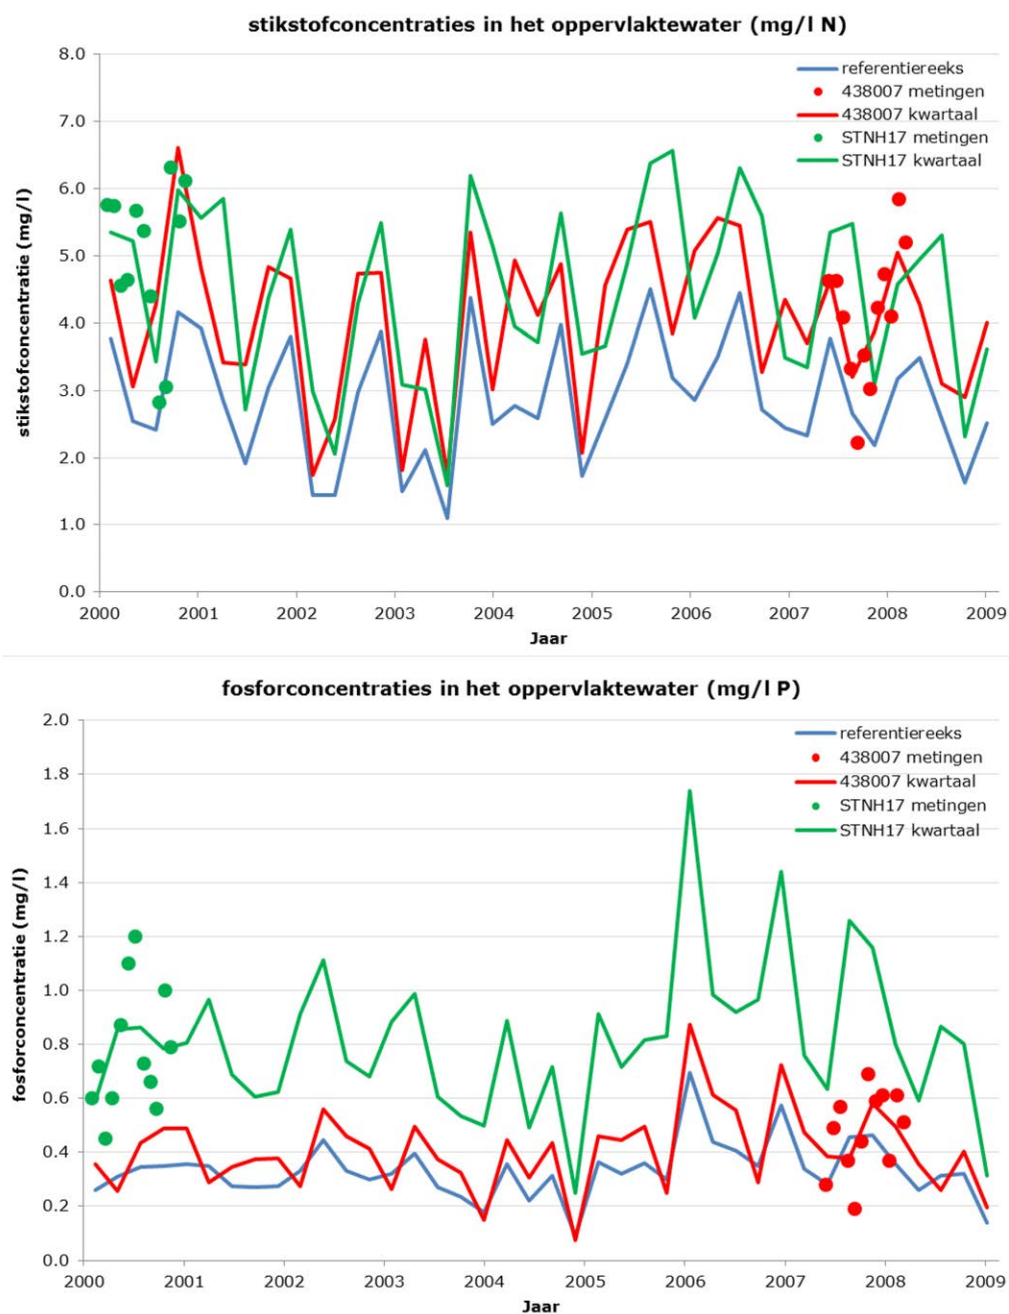 stikstofconcentraties in het oppervlaktewater (mg/l N)
8.0
7.0
6.0
5.0
4.0
3.0
2.0
1.0
0.0
stikstofconcentratie (mg/l)
referentiereeks
438007 metingen
438007 kwartaal
STNH17 metingen
STNH17 kwartaal
2000 2001 2002 2003 2004 2005 2006 2007 2008 2009
Jaar
fosforconcentraties in het oppervlaktewater (mg/l P)
2.0
1.8
1.6
1.4
1.2
1.0
0.8
0.6
0.4
0.2
0.0
fosforconcentratie (mg/l)
referentiereeks
438007 metingen
438007 kwartaal
STNH17 metingen
STNH17 kwartaal
2000 2001 2002 2003 2004 2005 2006 2007 2008 2009
Jaar